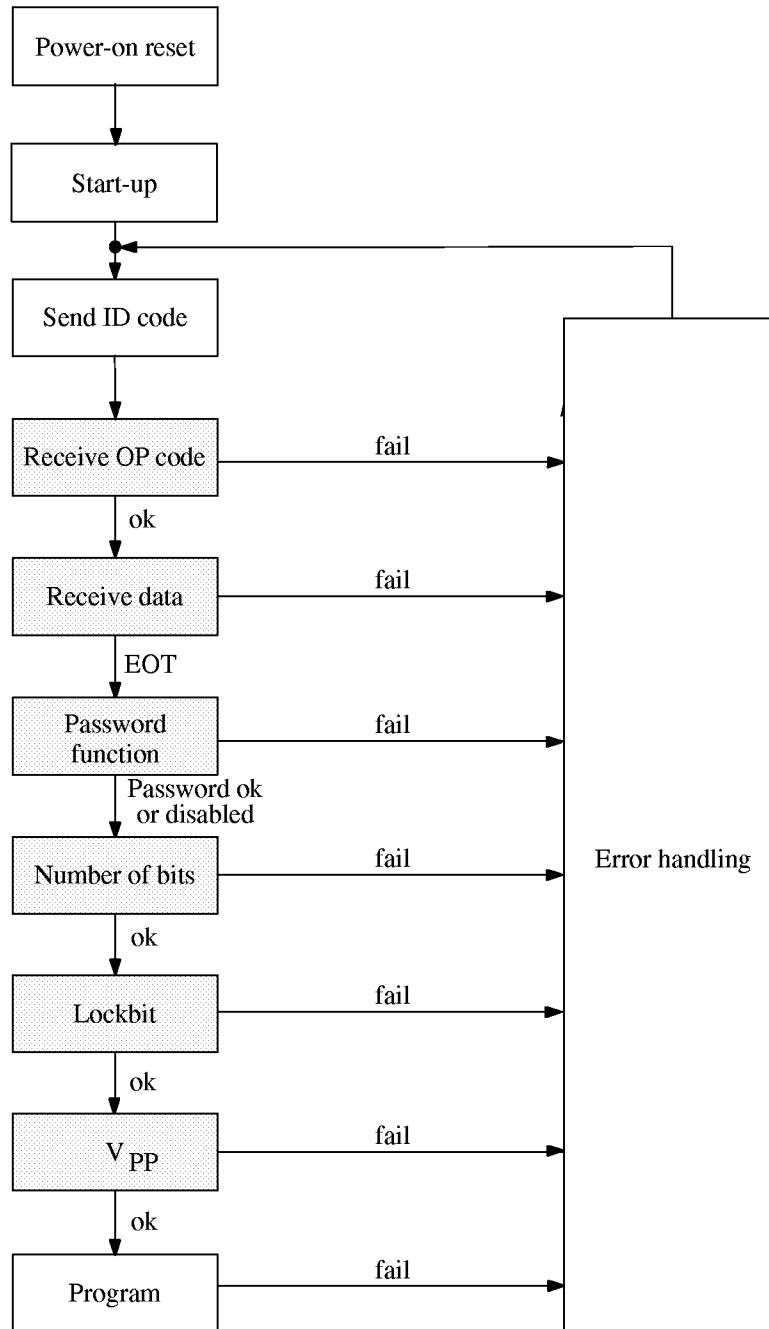 Power-on reset
Start-up
Send ID code
Receive OP code
fail
ok
Receive data
fail
EOT
Password
function
fail
Password ok
or disabled
Number of bits
fail
Error handling
ok
Lockbit
fail
ok
VPP
fail
ok
Program
fail